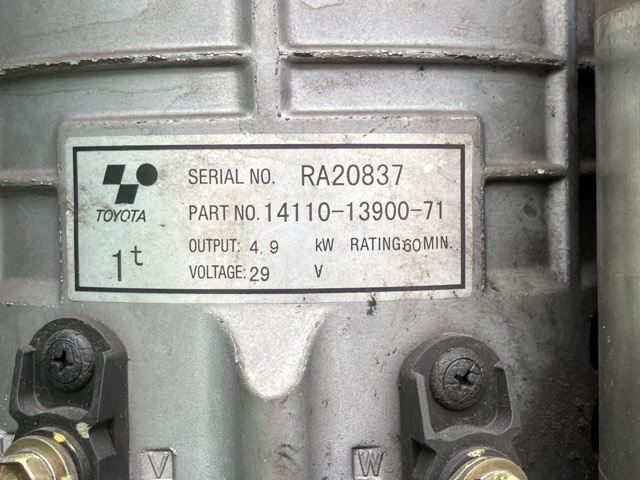 SERIAL NO. RA20837
TOYOTA
PART NO. 14110-13900-71
1t
OUTPUT: 4.9 kW RATING:60MIN.
VOLTAGE:29 V
V
W